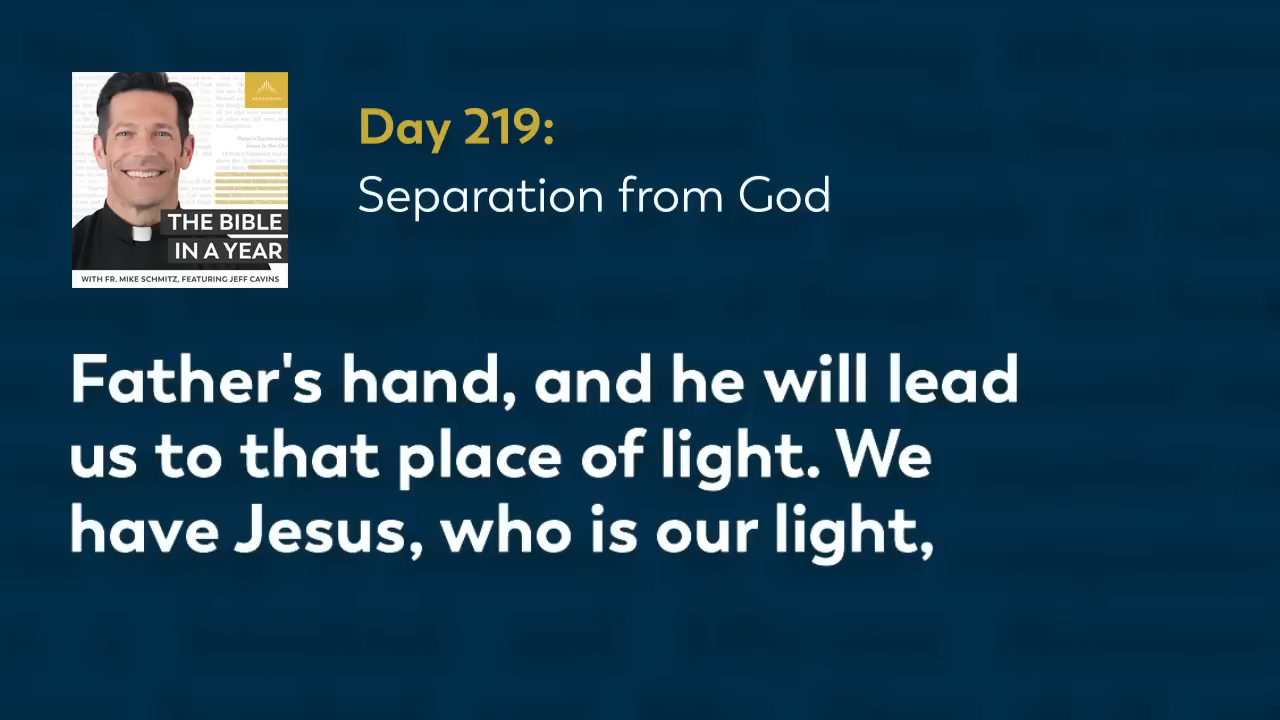 THE BIBLE
IN A YEAR
WITH FR. MIKE SCHMITZ, FEATURING JEFF CAVINS
Day 219:
Separation from God
Father's hand, and he will lead
us to that place of light. We
have Jesus, who is our light,